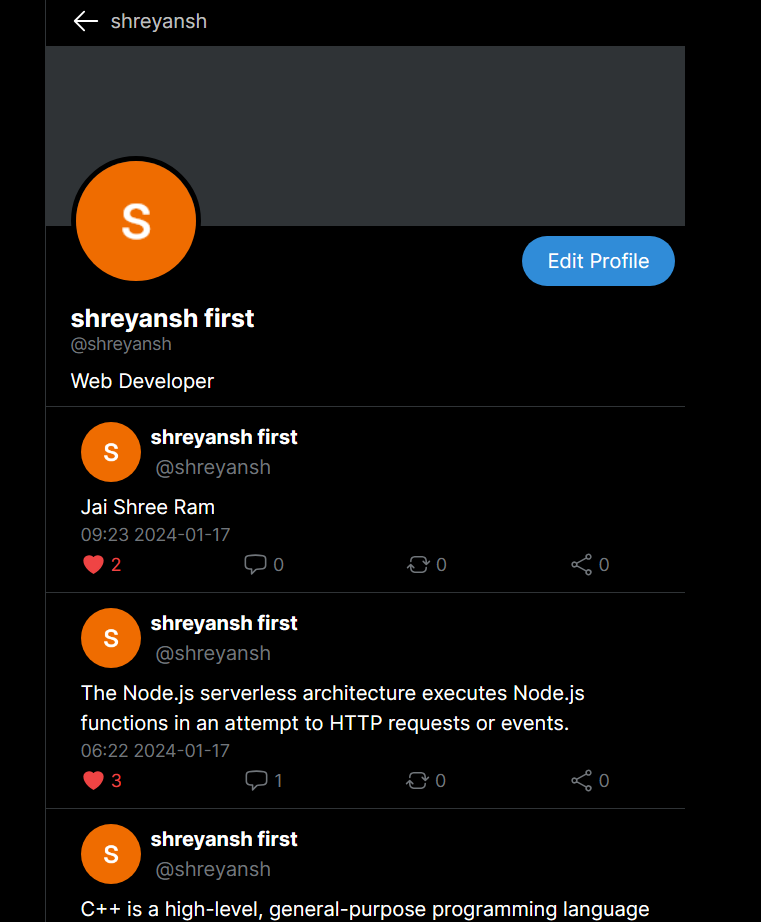 shreyansh
S
Edit Profile
shreyansh first
@shreyansh
Web Developer
S
shreyansh first
@shreyansh
Jai Shree Ram
09:23 2024-01-17
2 0 0 0
S
shreyansh first
@shreyansh
The Node.js serverless architecture executes Node.js
functions in an attempt to HTTP requests or events.
06:22 2024-01-17
3 1 0 0
S
shreyansh first
@shreyansh
C++ is a high-level, general-purpose programming language